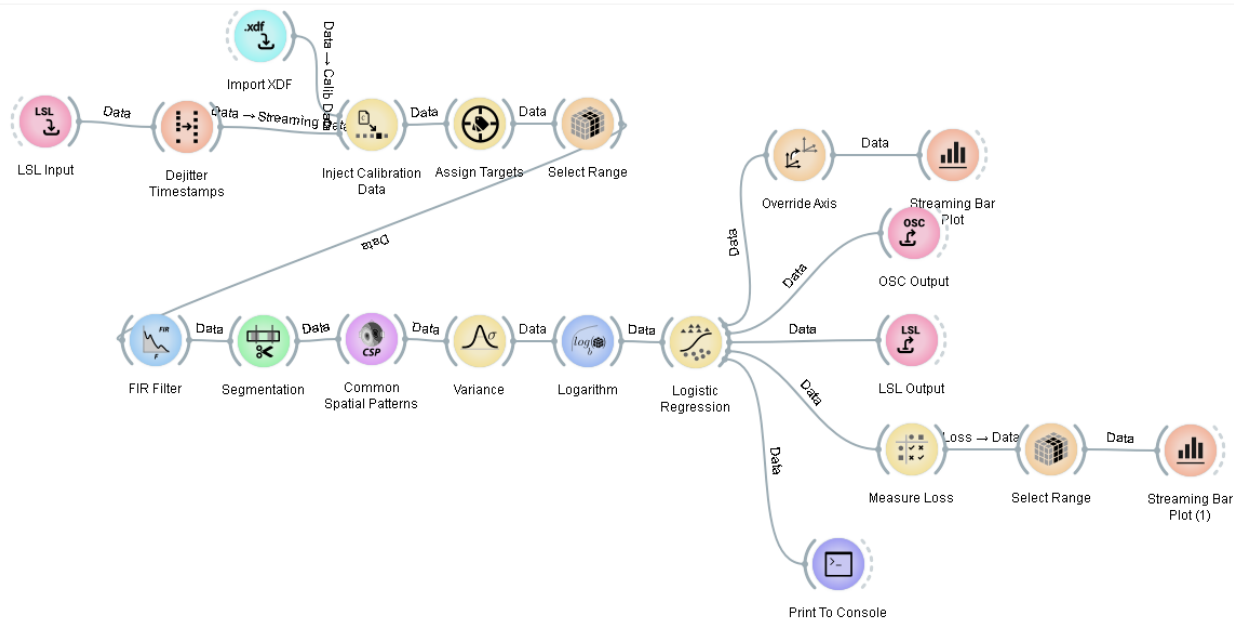 .xdf
Import XDF
Data → Calib Data
LSL
LSL Input
Data
Dejitter
Timestamps
Data → Streaming Data
Inject Calibration
Data
Data
Assign Targets
Data
Select Range
Data
Override Axis
Data
Streaming Bar
Plot
Data
OSC
OSC Output
Data
FIR
F
FIR Filter
Data
Segmentation
Data
CSP
Common
Spatial Patterns
Data
σ
Variance
Data
log
b
Logarithm
Data
Logistic
Regression
Data
Data
LSL
LSL Output
Data
Measure Loss
Loss → Data
Select Range
Data
Streaming Bar
Plot (1)
Data
>_
Print To Console